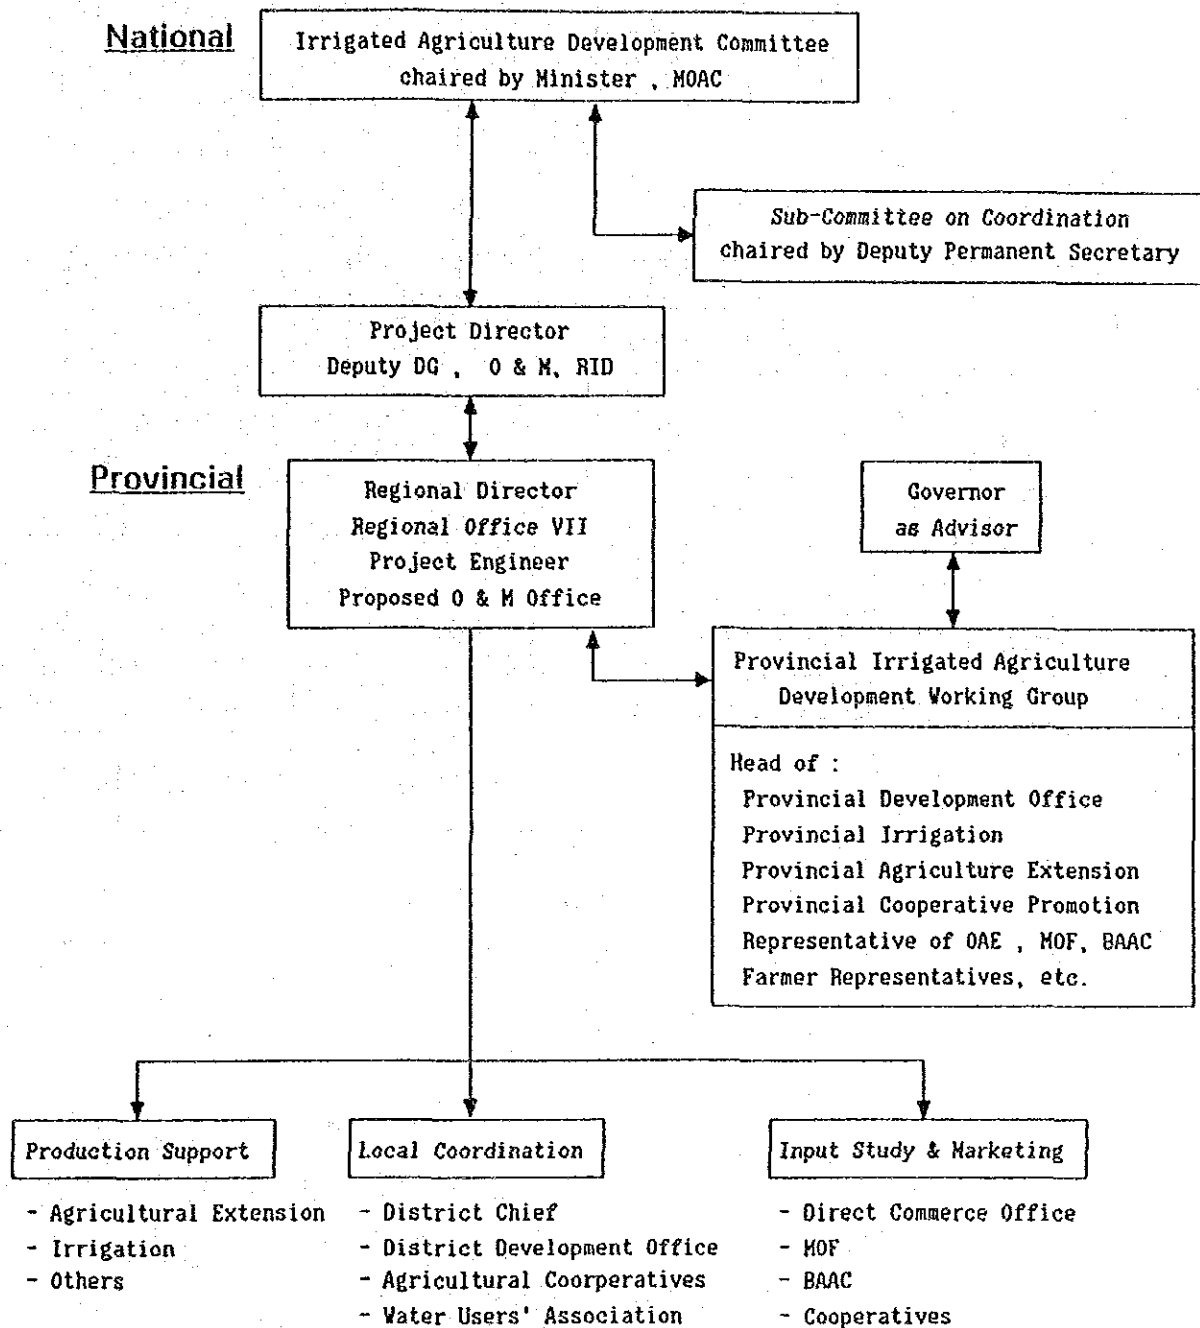 National
Irrigated Agriculture Development Committee
chaired by Minister , MOAC
Sub-Committee on Coordination
chaired by Deputy Permanent Secretary
Project Director
Deputy DG , O & M, RID
Provincial
Regional Director
Regional Office VII
Project Engineer
Proposed O & M Office
Governor
as Advisor
Provincial Irrigated Agriculture
Development Working Group
Head of :
Provincial Development Office
Provincial Irrigation
Provincial Agriculture Extension
Provincial Cooperative Promotion
Representative of OAE , MOF, BAAC
Farmer Representatives, etc.
Production Support
- Agricultural Extension
- Irrigation
- Others
Local Coordination
- District Chief
- District Development Office
- Agricultural Coorperatives
- Water Users' Association
Input Study & Marketing
- Direct Commerce Office
- MOF
- BAAC
- Cooperatives